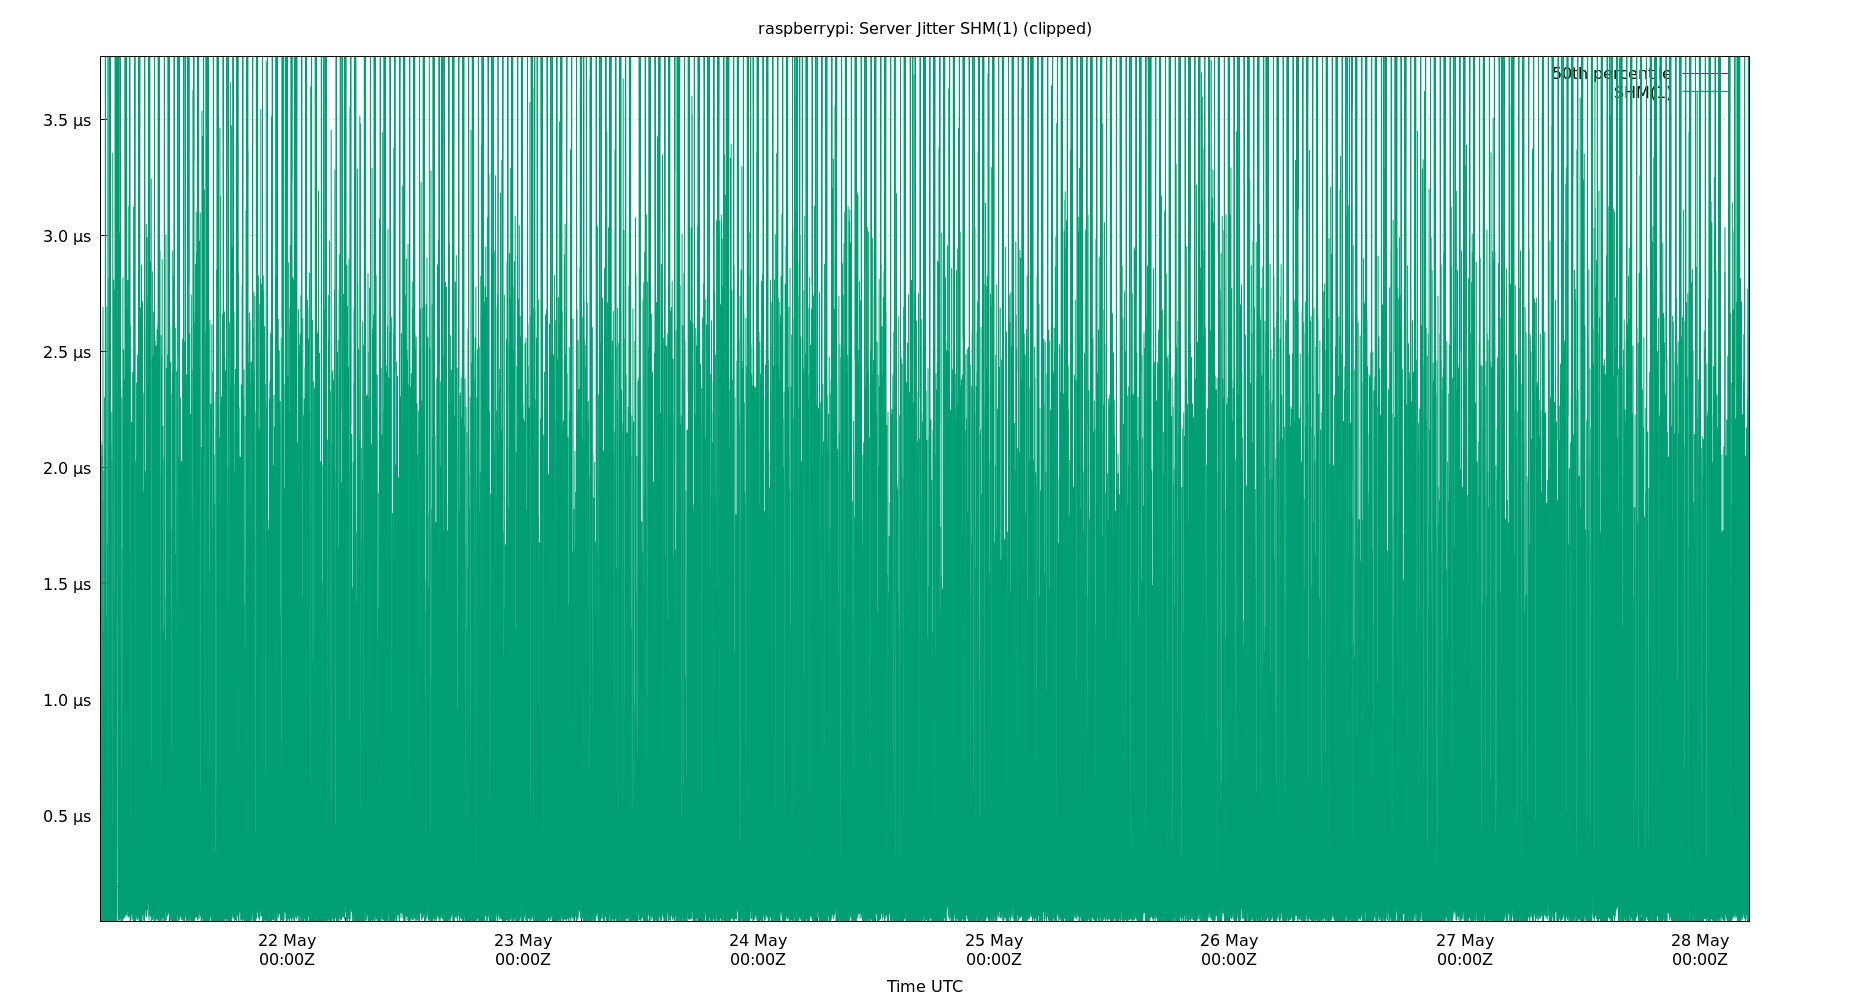 raspberrypi: Server Jitter SHM(1) (clipped)
50th percentile
SHM(1)
3.5 μs
3.0 μs
2.5 μs
2.0 μs
1.5 μs
1.0 μs
0.5 μs
22 May 23 May 24 May 25 May 26 May 27 May 28 May
00:00Z 00:00Z 00:00Z 00:00Z 00:00Z 00:00Z 00:00Z
Time UTC